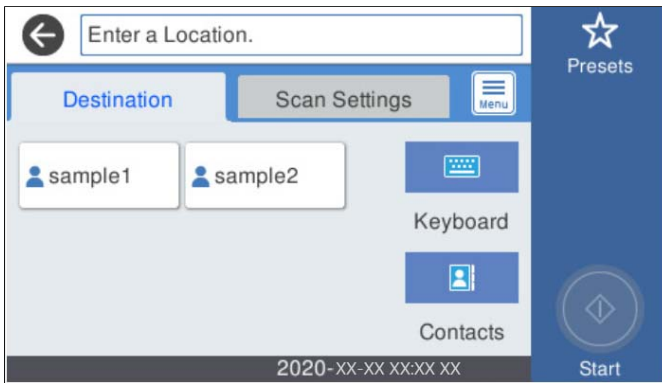 Enter a Location.
Presets
Destination
Scan Settings
Menu
sample1
sample2
Keyboard
Contacts
2020-XX-XX XX:XX XX
Start